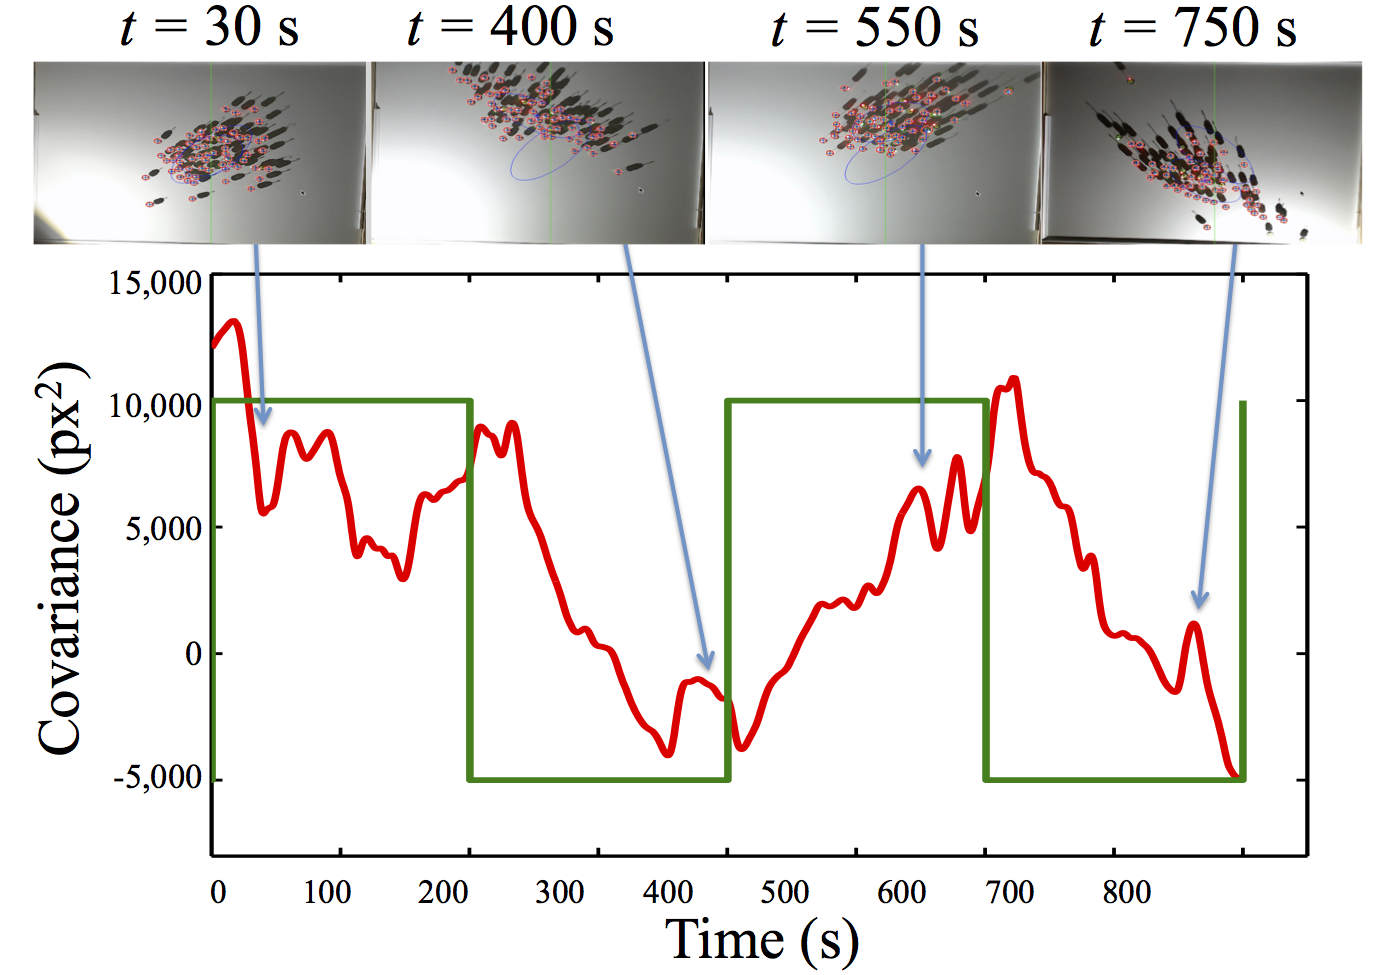 t = 30 s
t = 400 s
t = 550 s
t = 750 s
15,000
10,000
5,000
0
-5,000
Covariance (px²)
0 100 200 300 400 500 600 700 800
Time (s)